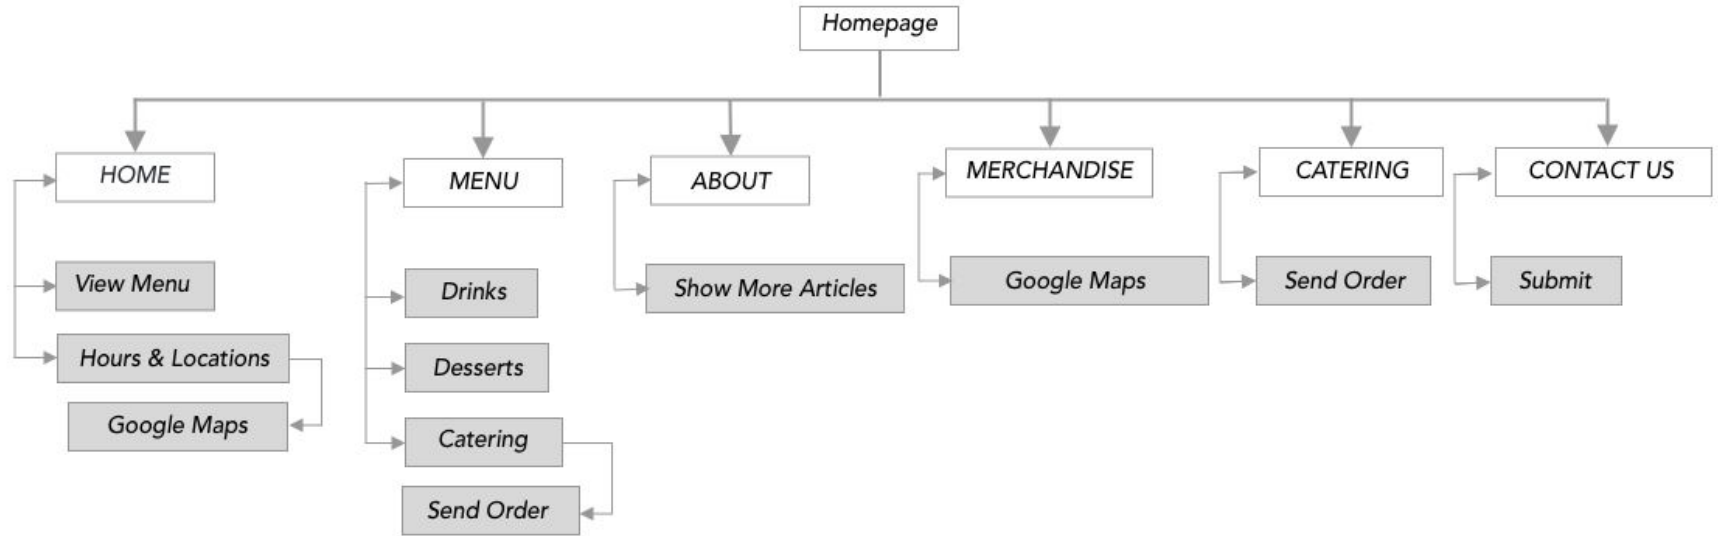 Homepage
HOME
MENU
ABOUT
MERCHANDISE
CATERING
CONTACT US
View Menu
Hours & Locations
Google Maps
Drinks
Desserts
Catering
Send Order
Show More Articles
Google Maps
Send Order
Submit